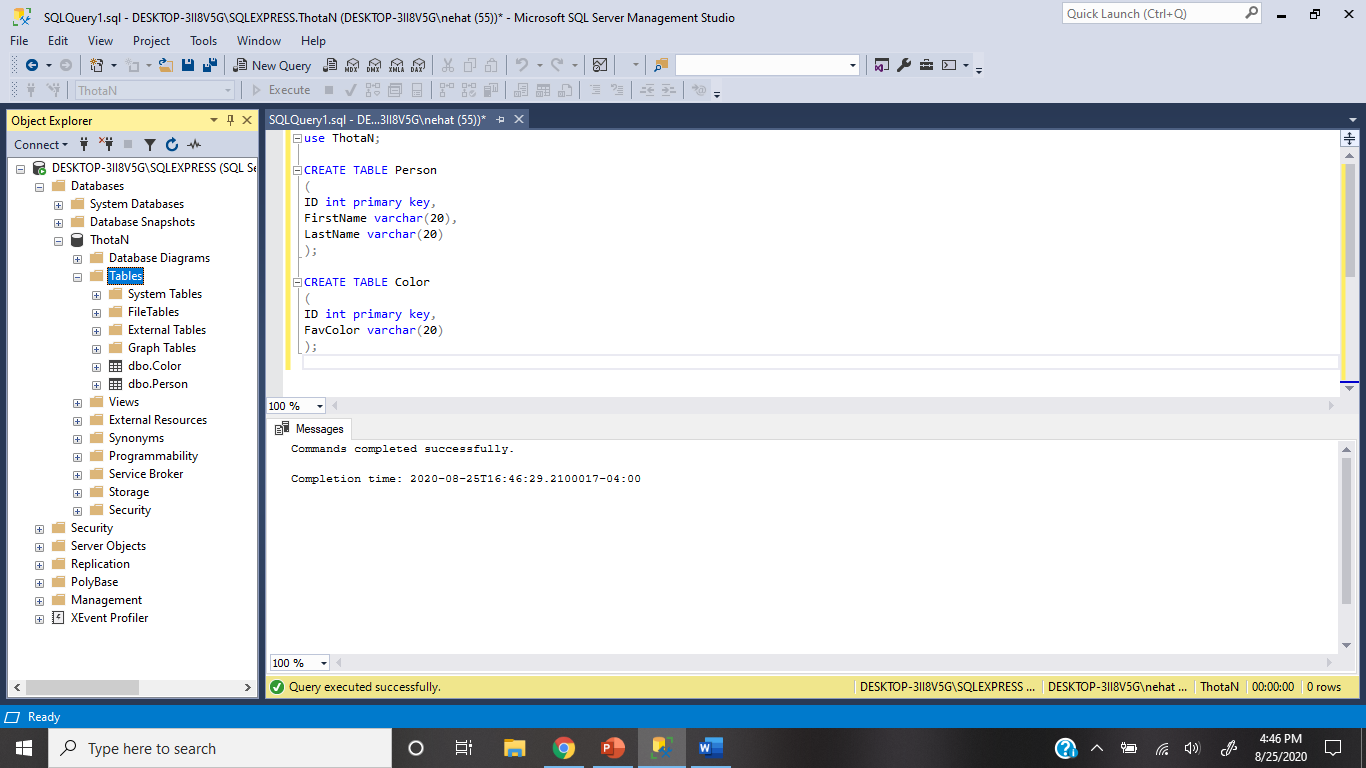 SQLQuery1.sql - DESKTOP-3II8V5G\SQLEXPRESS.ThotaN (DESKTOP-3II8V5G\nehat (55))* - Microsoft SQL Server Management Studio
Quick Launch (Ctrl+Q)
File Edit View Project Tools Window Help
New Query
MDX DMX XMLA DAX
ThotaN
Execute
Object Explorer
SQLQuery1.sql - DE...3II8V5G\nehat (55))*
Connect
DESKTOP-3II8V5G\SQLEXPRESS (SQL Se
Databases
System Databases
Database Snapshots
ThotaN
Database Diagrams
Tables
System Tables
FileTables
External Tables
Graph Tables
dbo.Color
dbo.Person
Views
External Resources
Synonyms
Programmability
Service Broker
Storage
Security
Security
Server Objects
Replication
PolyBase
Management
XEvent Profiler
use ThotaN;
CREATE TABLE Person
(
ID int primary key,
FirstName varchar(20),
LastName varchar(20)
);
CREATE TABLE Color
(
ID int primary key,
FavColor varchar(20)
);
100 %
Messages
Commands completed successfully.
Completion time: 2020-08-25T16:46:29.2100017-04:00
100 %
Query executed successfully.
DESKTOP-3II8V5G\SQLEXPRESS ...
DESKTOP-3II8V5G\nehat ...
ThotaN
00:00:00
0 rows
Ready
Type here to search
4:46 PM
8/25/2020